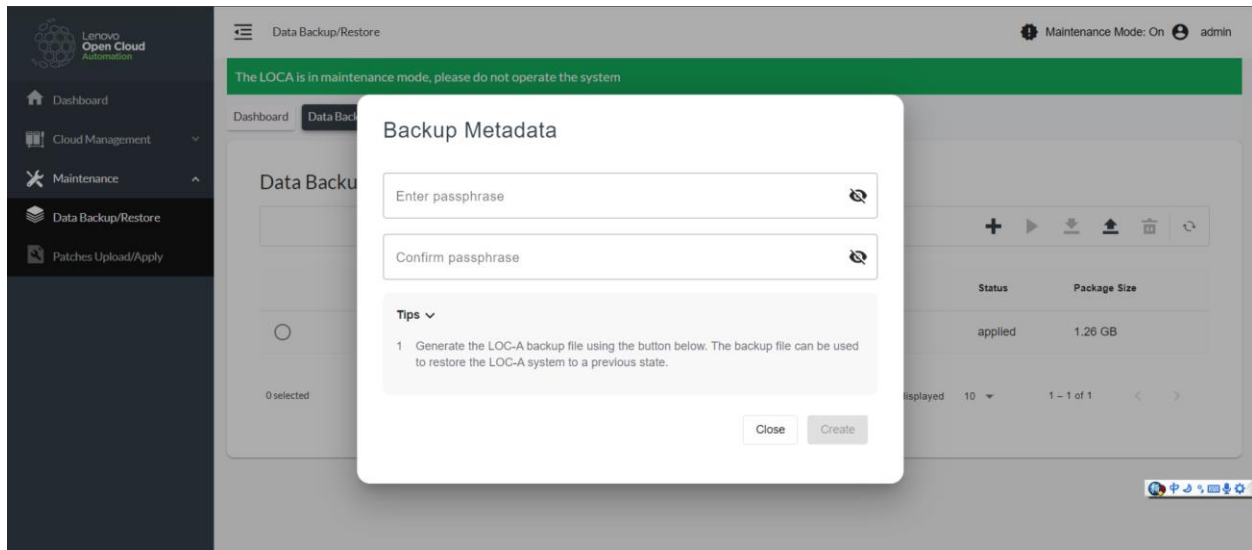 Lenovo
Open Cloud
Automation
Data Backup/Restore
Maintenance Mode: On
admin
The LOCA is in maintenance mode, please do not operate the system
Dashboard
Cloud Management
Maintenance
Data Backup/Restore
Patches Upload/Apply
Dashboard
Data Back
Data Backu
Backup Metadata
Enter passphrase
Confirm passphrase
Tips
1 Generate the LOC-A backup file using the button below. The backup file can be used
to restore the LOC-A system to a previous state.
Close
Create
Status
Package Size
applied
1.26 GB
0 selected
displayed
10
1 – 1 of 1
中